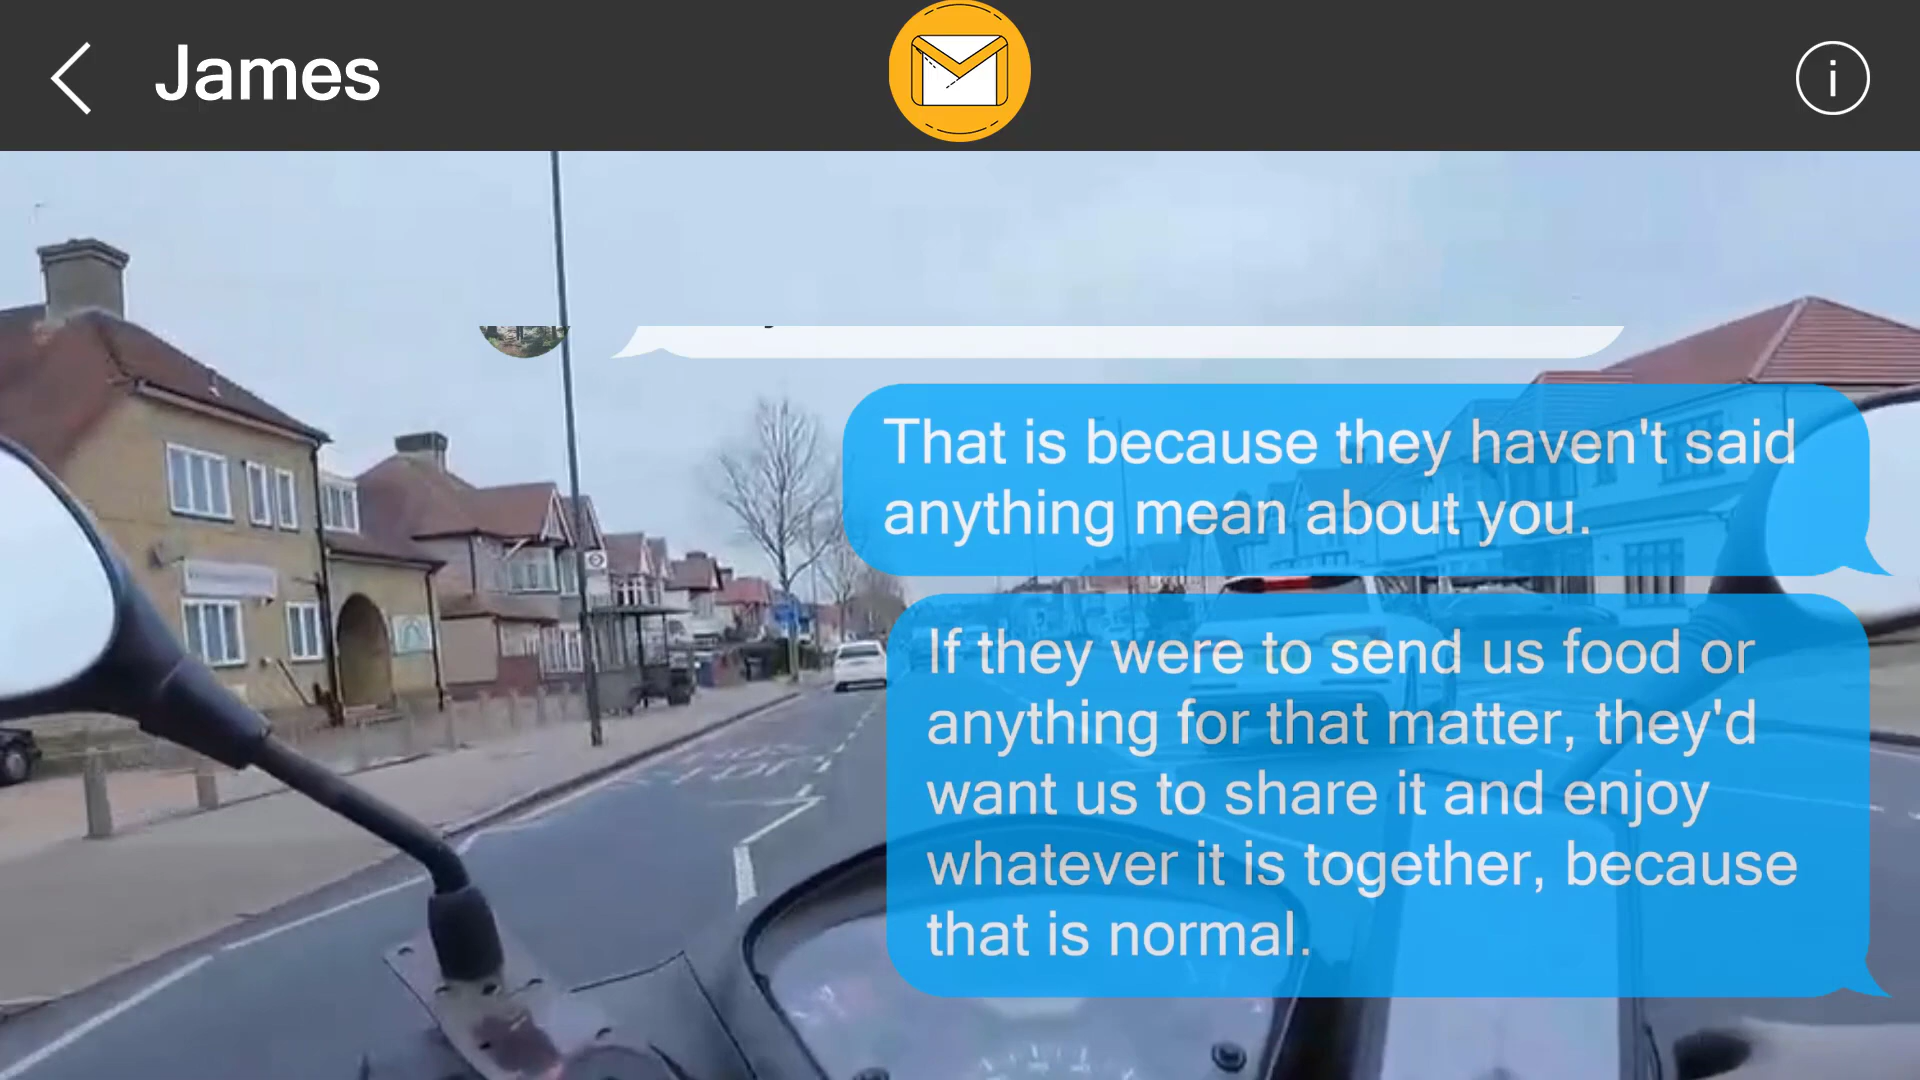 James
That is because they haven't said
anything mean about you.
If they were to send us food or
anything for that matter, they'd
want us to share it and enjoy
whatever it is together, because
that is normal.